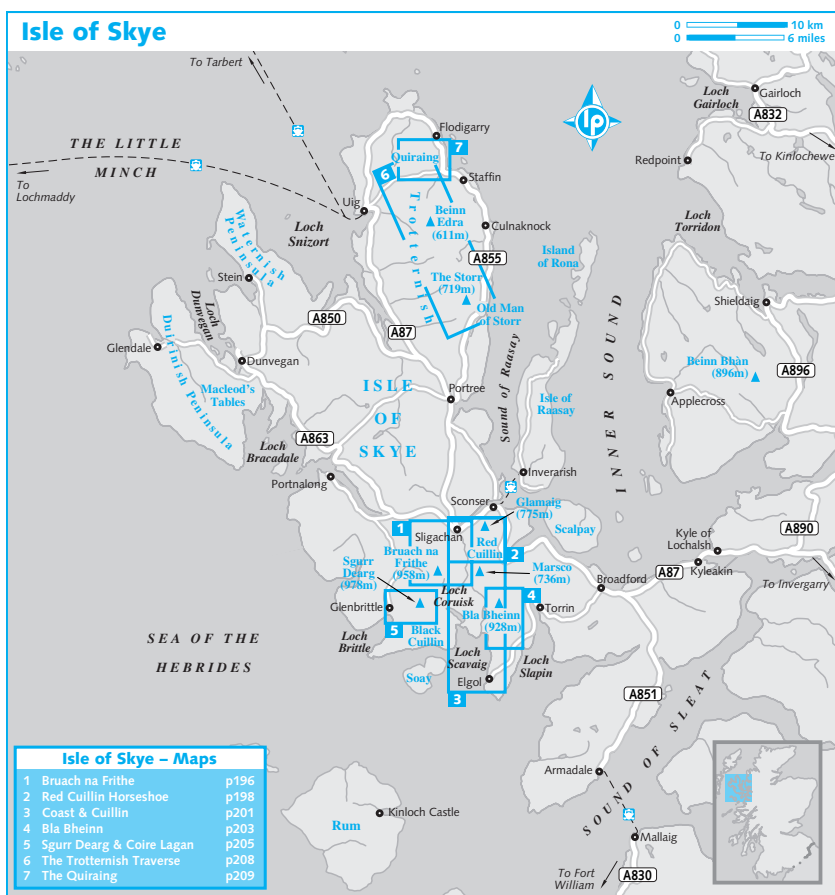 Isle of Skye
0 10 km
0 6 miles
To Tarbert
Loch
Gairloch
Gairloch
A832
To Kinlochewe
Redpoint
lp
THE LITTLE
MINCH
To
Lochmaddy
Flodigarry
7
Quiraing
6
Staffin
Uig
Trotternish
Beinn
Edra
(611m)
Culnaknock
A855
Loch
Snizort
Waternish
Peninsula
Stein
Loch
Dunvegan
The Storr
(719m)
Old Man
of Storr
Island
of Rona
Loch
Torridon
Shieldaig
A850
A87
Duirinish Peninsula
Glendale
Dunvegan
Macleod's
Tables
ISLE
OF
SKYE
Portree
Sound of Raasay
Isle of
Raasay
INNER SOUND
Beinn Bhàn
(896m)
A896
Applecross
A863
Loch
Bracadale
Portnalong
Inverarish
Sconser
Glamaig
(775m)
Scalpay
1
Sligachan
Red
Cuillin
2
Bruach na
Frithe
(958m)
Sgurr
Dearg
(978m)
Marsco
(736m)
Kyle of
Lochalsh
A890
Kyleakin
A87
To Invergarry
Broadford
Loch
Coruisk
4
Bla Bheinn
(928m)
Torrin
Glenbrittle
5
Black
Cuillin
Loch
Brittle
Loch
Scavaig
Loch
Slapin
Elgol
Soay
3
SEA OF THE
HEBRIDES
A851
SOUND OF SLEAT
Armadale
Mallaig
To Fort
William
A830
Rum
Kinloch Castle
Isle of Skye – Maps
1 Bruach na Frithe p196
2 Red Cuillin Horseshoe p198
3 Coast & Cuillin p201
4 Bla Bheinn p203
5 Sgurr Dearg & Coire Lagan p205
6 The Trotternish Traverse p208
7 The Quiraing p209